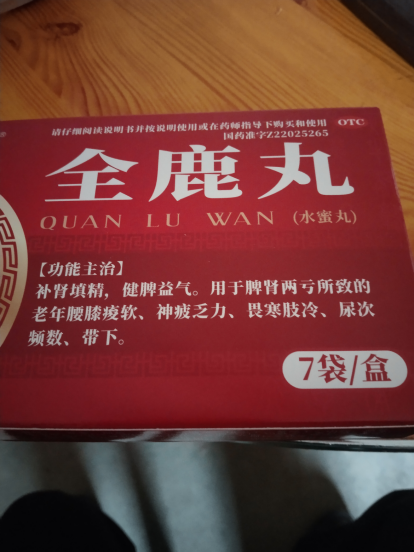 请仔细阅读说明书并按说明使用或在药师指导下购买和使用
OTC
国药准字Z22025265
全鹿丸
QUAN LU WAN (水蜜丸)
【功能主治】
补肾填精，健脾益气。用于脾肾两亏所致的
老年腰膝痠软、神疲乏力、畏寒肢冷、尿次
频数、带下。
7袋/盒